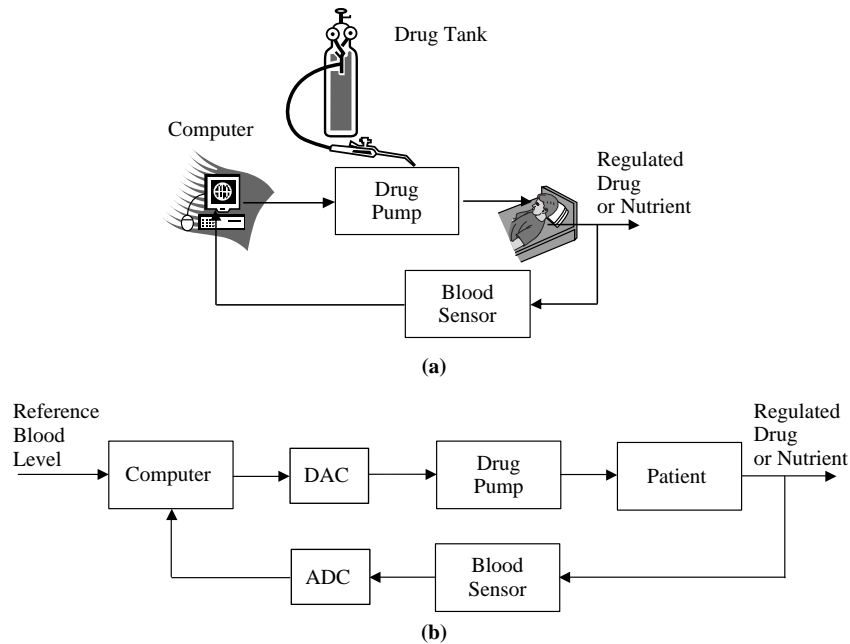 Drug Tank
Computer
Drug
Pump
Regulated
Drug
or Nutrient
Blood
Sensor
(a)
Reference
Blood
Level
Computer
DAC
Drug
Pump
Patient
Regulated
Drug
or Nutrient
ADC
Blood
Sensor
(b)